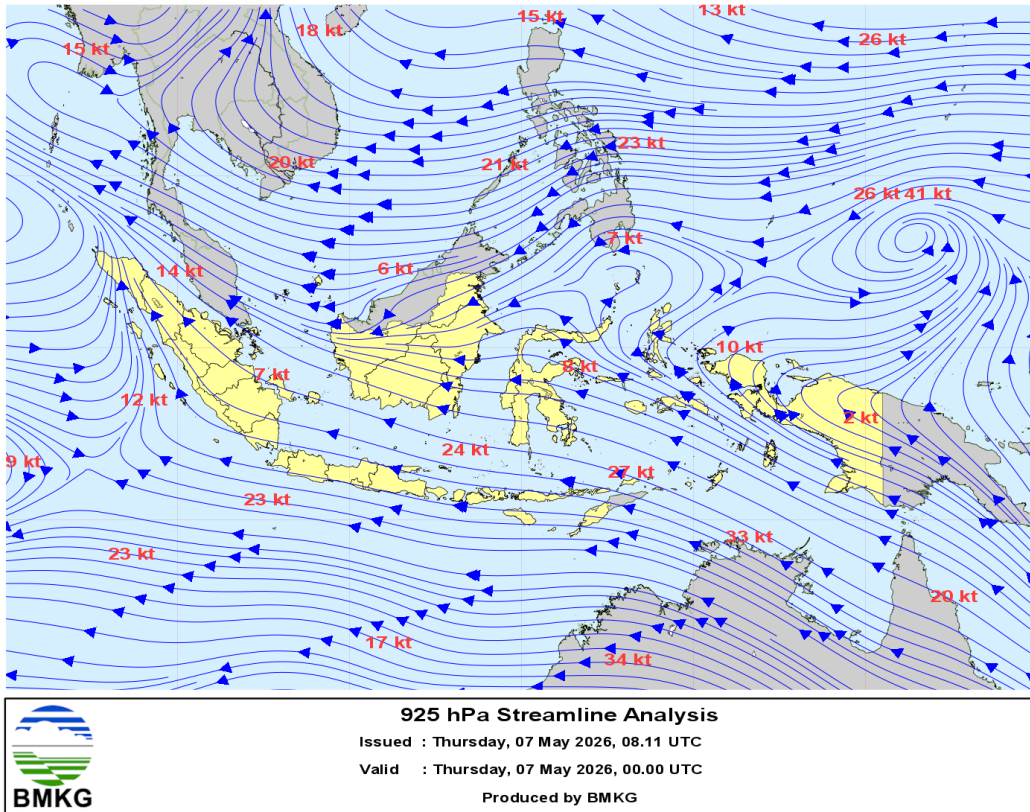 13 kt
15 kt
18 kt
26 kt
15 kt
23 kt
20 kt
21 kt
26 kt 41 kt
7 kt
6 kt
14 kt
10 kt
8 kt
7 kt
12 kt
2 kt
24 kt
9 kt
27 kt
23 kt
33 kt
23 kt
20 kt
17 kt
34 kt
925 hPa Streamline Analysis
Issued : Thursday, 07 May 2026, 08.11 UTC
Valid : Thursday, 07 May 2026, 00.00 UTC
Produced by BMKG
BMKG